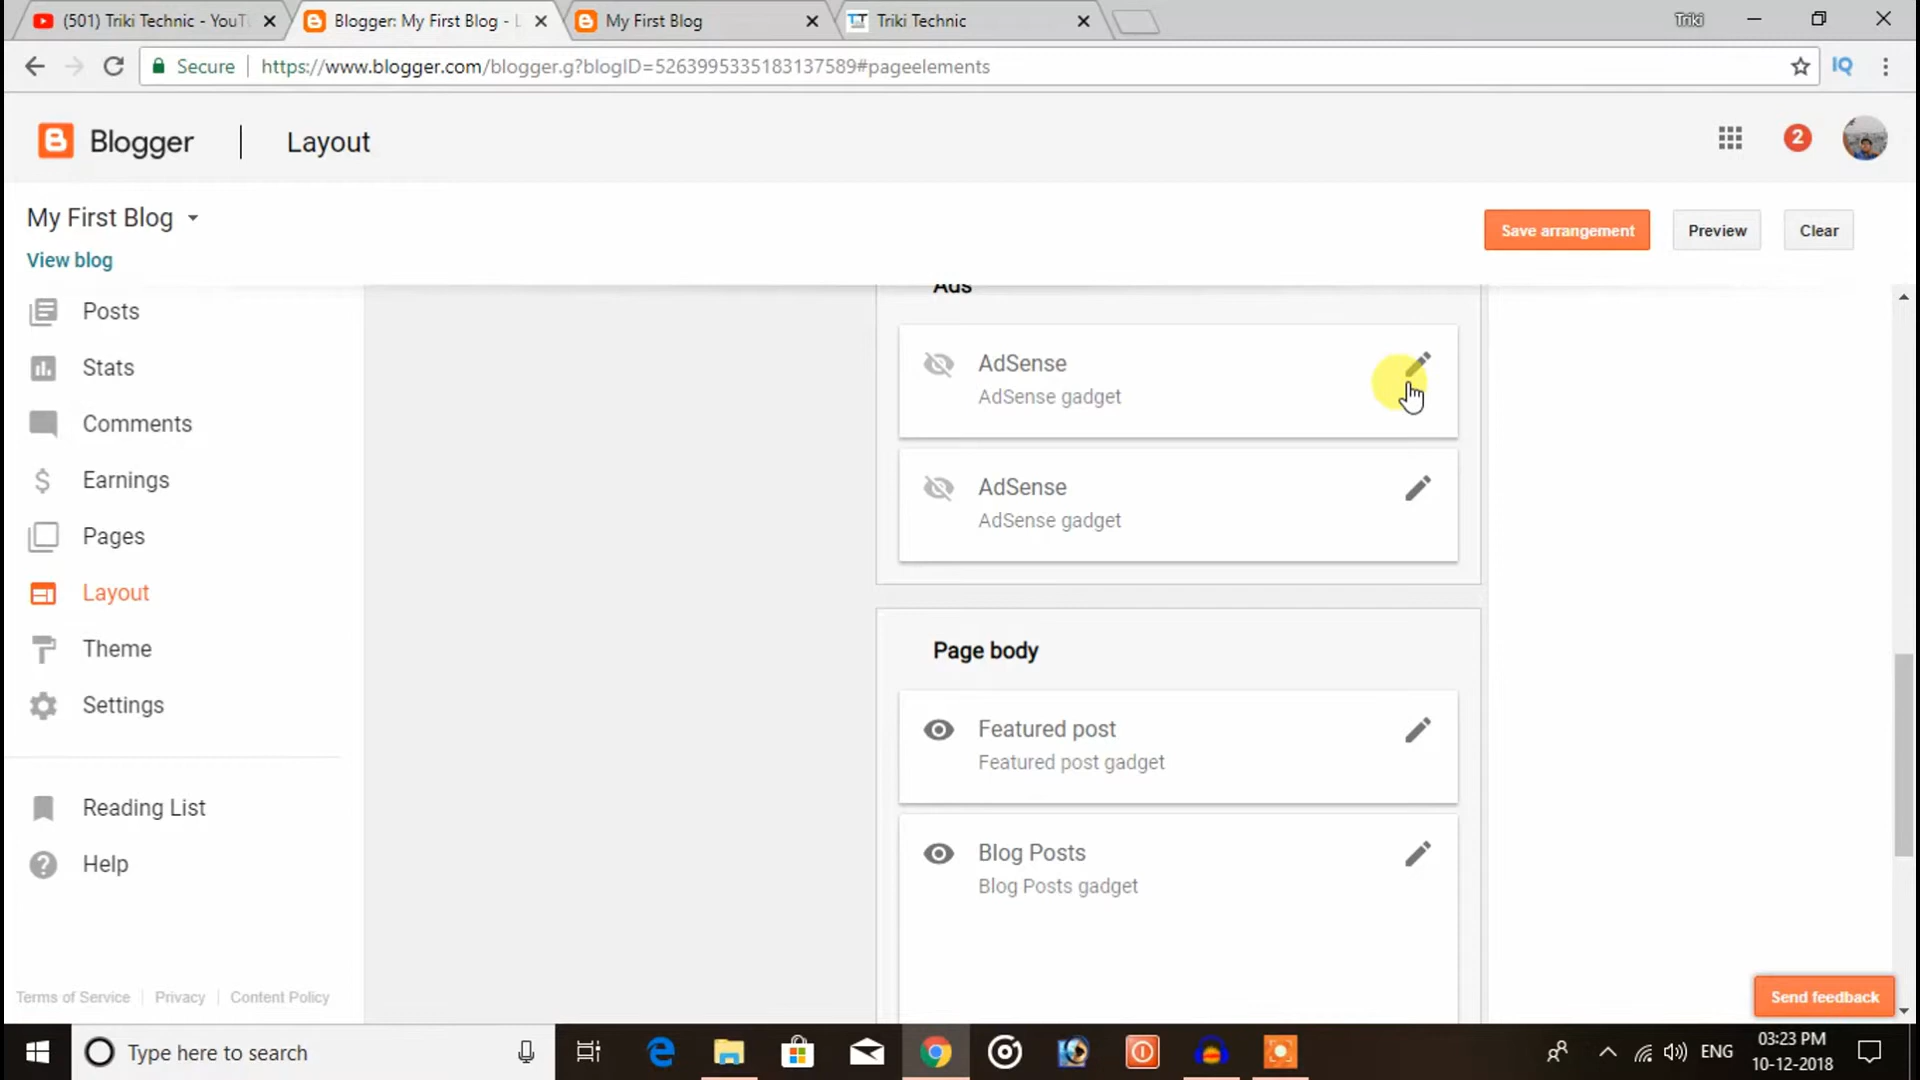 (501) Triki Technic - YouT
Blogger: My First Blog - L
My First Blog
Triki Technic
Triki
Secure
https://www.blogger.com/blogger.g?blogID=5263995335183137589#pageelements
IQ
Blogger
Layout
2
My First Blog
View blog
Save arrangement
Preview
Clear
Posts
Stats
Comments
Earnings
Pages
Layout
Theme
Settings
Reading List
Help
Terms of Service
Privacy
Content Policy
Ads
AdSense
AdSense gadget
AdSense
AdSense gadget
Page body
Featured post
Featured post gadget
Blog Posts
Blog Posts gadget
Send feedback
Type here to search
ENG
03:23 PM
10-12-2018